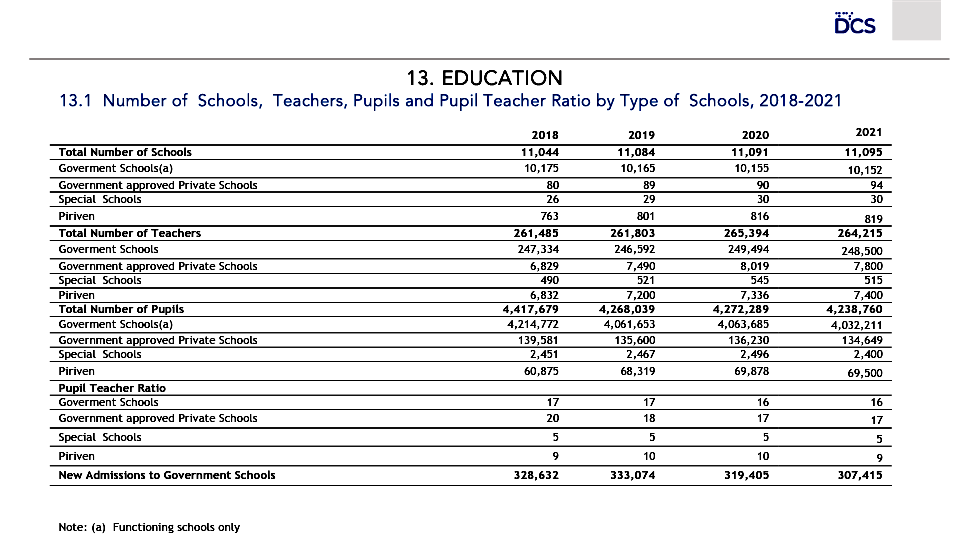 DCS
13. EDUCATION
13.1 Number of Schools, Teachers, Pupils and Pupil Teacher Ratio by Type of Schools, 2018-2021
2018 2019 2020 2021
Total Number of Schools 11,044 11,084 11,091 11,095
Goverment Schools(a) 10,175 10,165 10,155 10,152
Government approved Private Schools 80 89 90 94
Special Schools 26 29 30 30
Piriven 763 801 816 819
Total Number of Teachers 261,485 261,803 265,394 264,215
Goverment Schools 247,334 246,592 249,494 248,500
Government approved Private Schools 6,829 7,490 8,019 7,800
Special Schools 490 521 545 515
Piriven 6,832 7,200 7,336 7,400
Total Number of Pupils 4,417,679 4,268,039 4,272,289 4,238,760
Goverment Schools(a) 4,214,772 4,061,653 4,063,685 4,032,211
Government approved Private Schools 139,581 135,600 136,230 134,649
Special Schools 2,451 2,467 2,496 2,400
Piriven 60,875 68,319 69,878 69,500
Pupil Teacher Ratio
Goverment Schools 17 17 16 16
Government approved Private Schools 20 18 17 17
Special Schools 5 5 5 5
Piriven 9 10 10 9
New Admissions to Government Schools 328,632 333,074 319,405 307,415
Note: (a) Functioning schools only